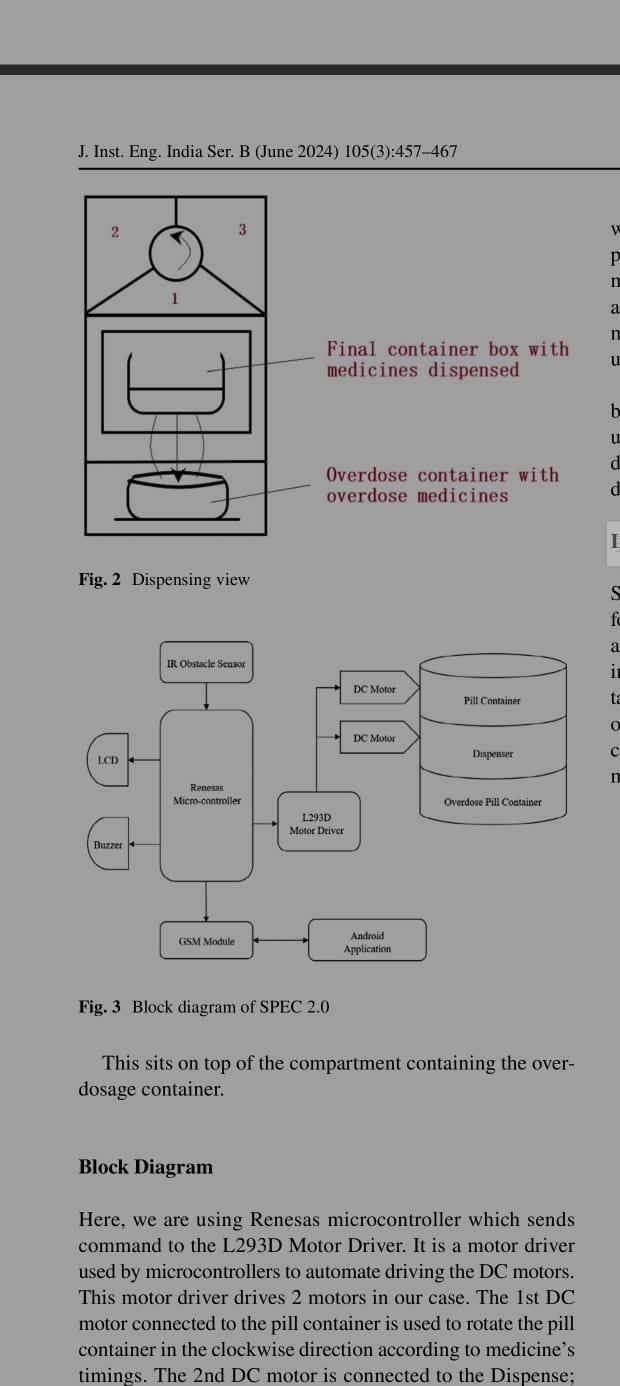 J. Inst. Eng. India Ser. B (June 2024) 105(3):457–467
2
3
1
Final container box with
medicines dispensed
Overdose container with
overdose medicines
Fig. 2 Dispensing view
IR Obstacle Sensor
LCD
Renesas
Micro-controller
Buzzer
L293D
Motor Driver
DC Motor
DC Motor
Pill Container
Dispenser
Overdose Pill Container
GSM Module
Android
Application
Fig. 3 Block diagram of SPEC 2.0
This sits on top of the compartment containing the over-
dosage container.
Block Diagram
Here, we are using Renesas microcontroller which sends
command to the L293D Motor Driver. It is a motor driver
used by microcontrollers to automate driving the DC motors.
This motor driver drives 2 motors in our case. The 1st DC
motor connected to the pill container is used to rotate the pill
container in the clockwise direction according to medicine's
timings. The 2nd DC motor is connected to the Dispense;